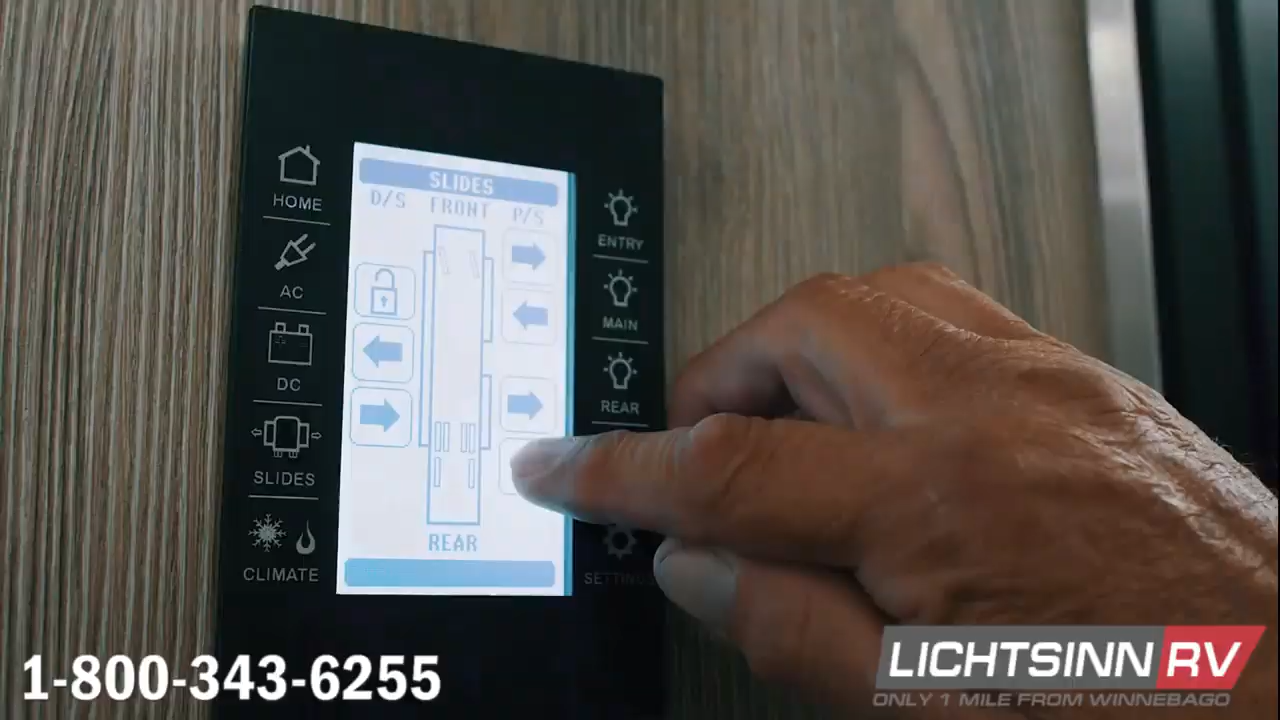 SLIDES
D/S FRONT P/S
REAR
HOME
AC
DC
SLIDES
CLIMATE
ENTRY
MAIN
REAR
1-800-343-6255
LICHTSINN RV
ONLY 1 MILE FROM WINNEBAGO